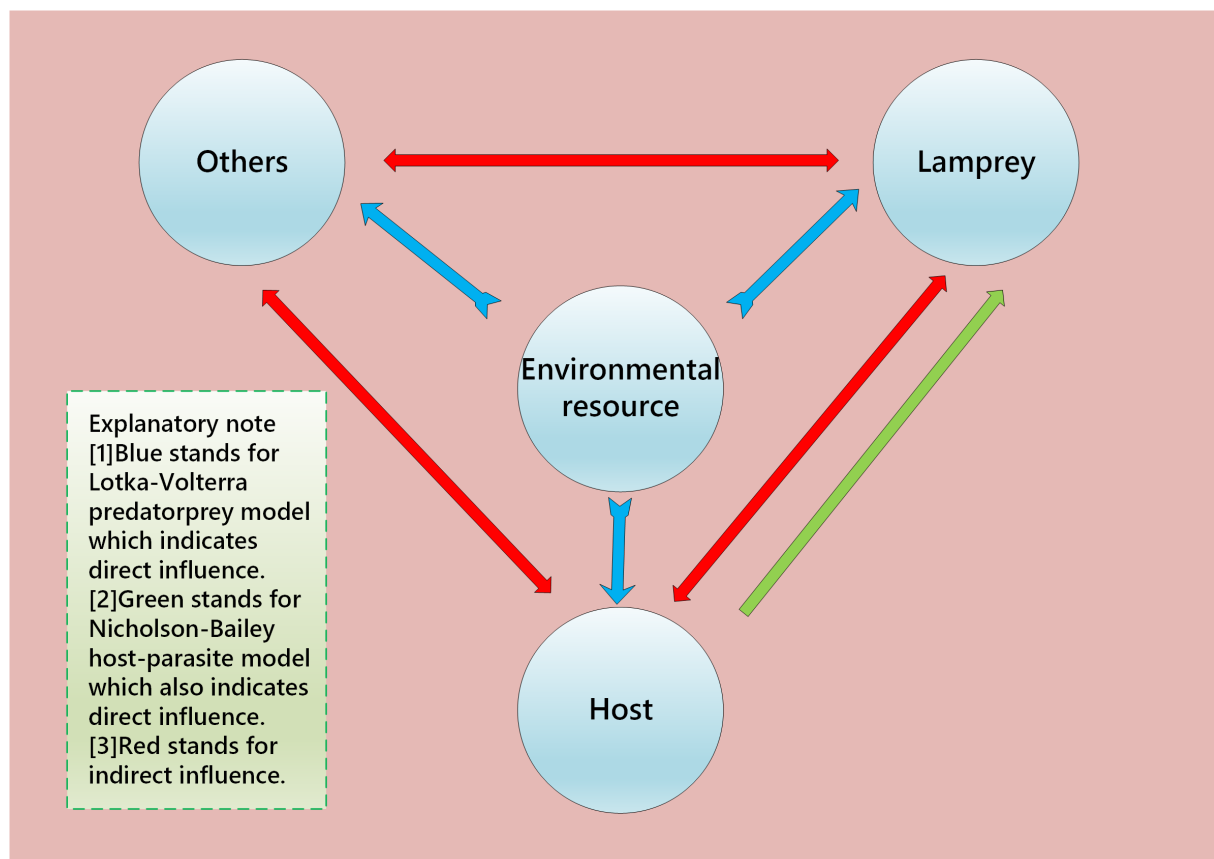 Others
Lamprey
Environmental
resource
Explanatory note
[1]Blue stands for
Lotka-Volterra
predatorprey model
which indicates
direct influence.
[2]Green stands for
Nicholson-Bailey
host-parasite model
which also indicates
direct influence.
[3]Red stands for
indirect influence.
Host